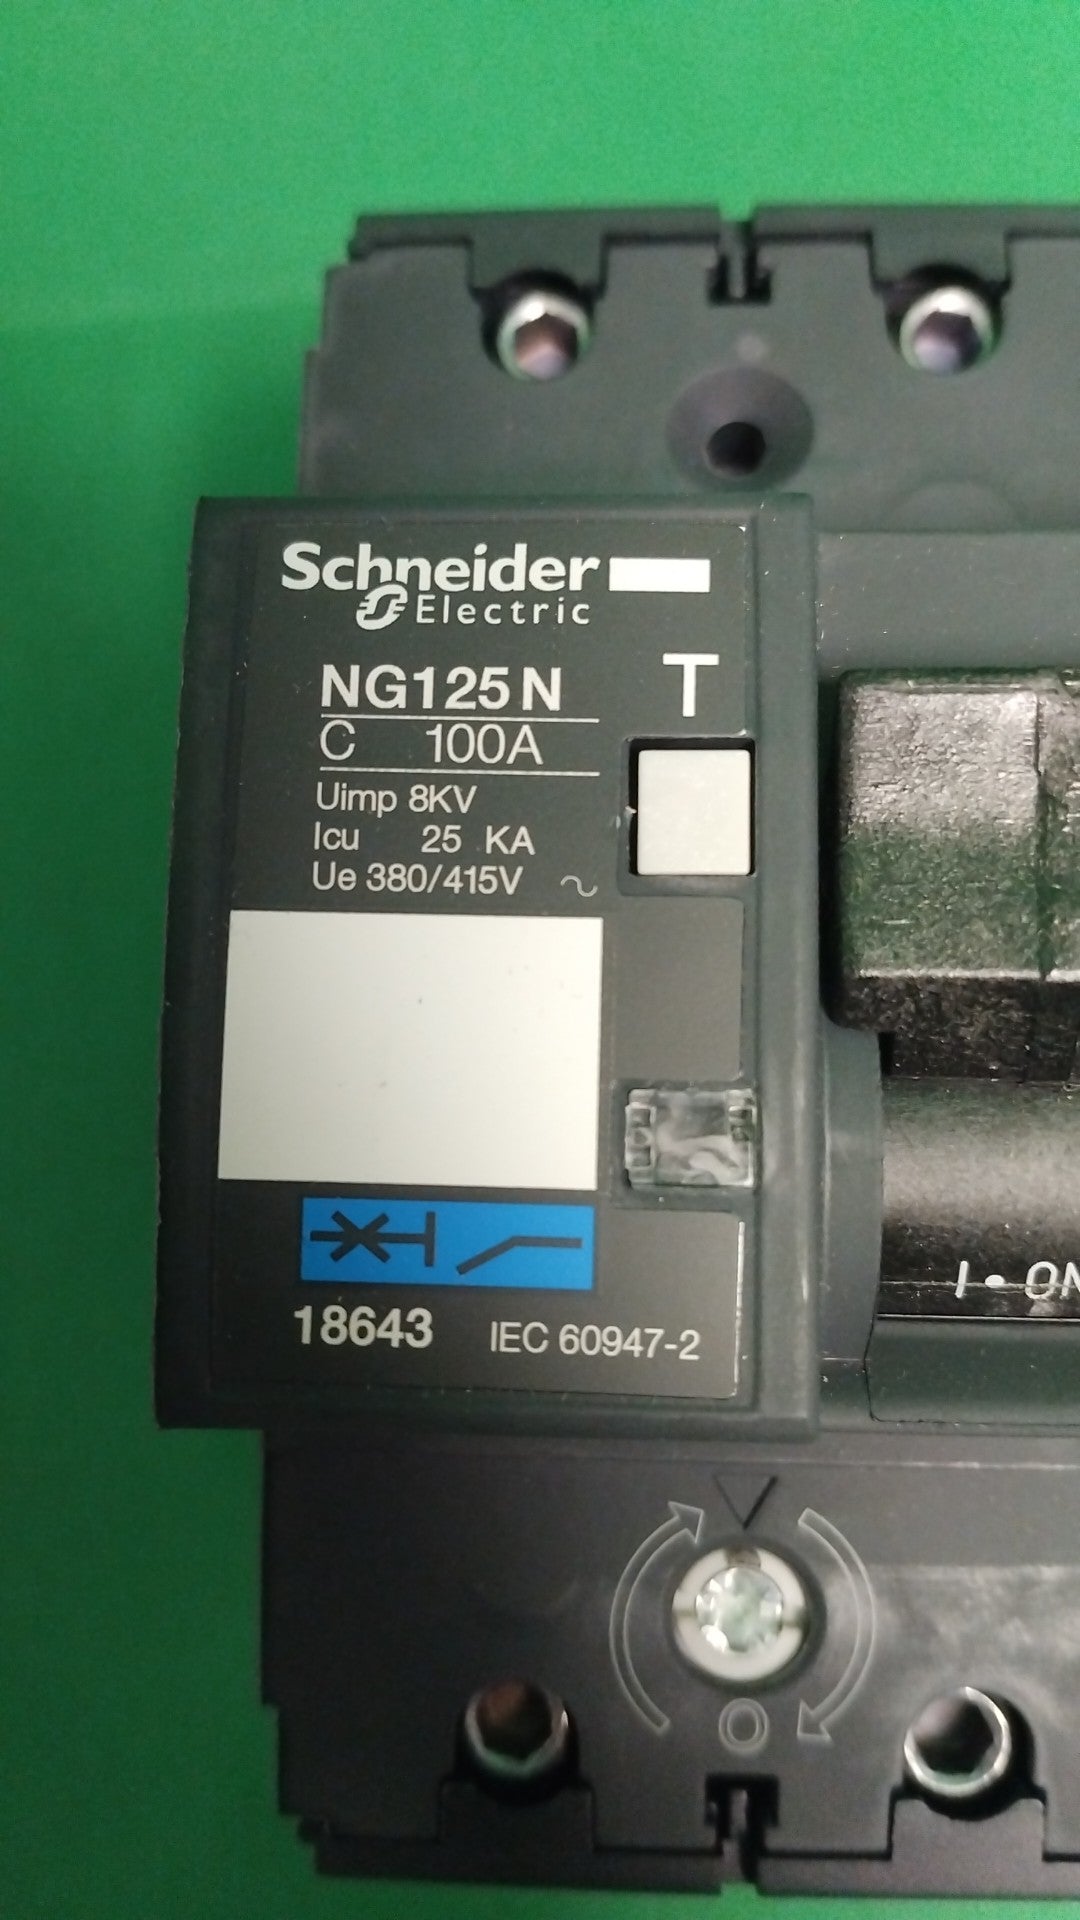 Schneider
Electric
NG125N T
C 100A
Uimp 8KV
Icu 25 KA
Ue 380/415V ~
18643 IEC 60947-2
I • ON
O